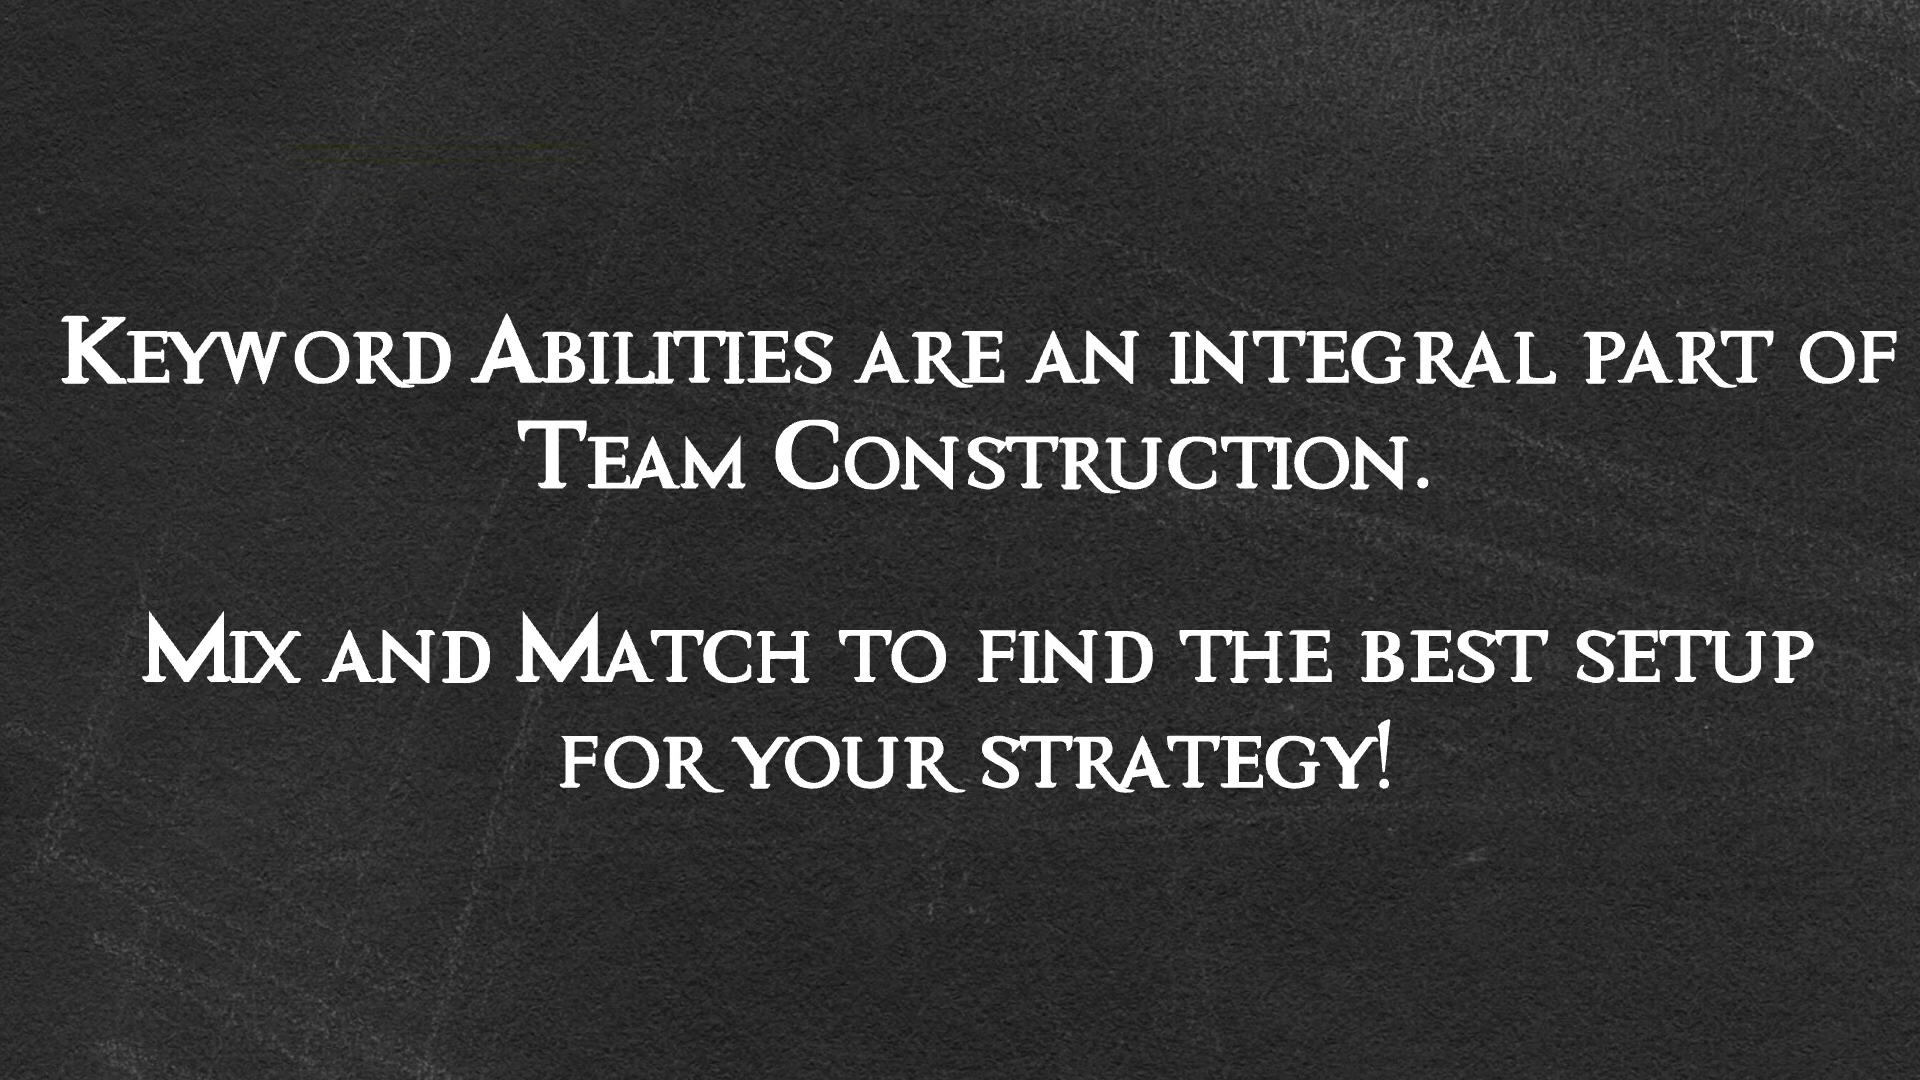 Keyword Abilities are an integral part of
Team Construction.
Mix and Match to find the best setup
for your strategy!